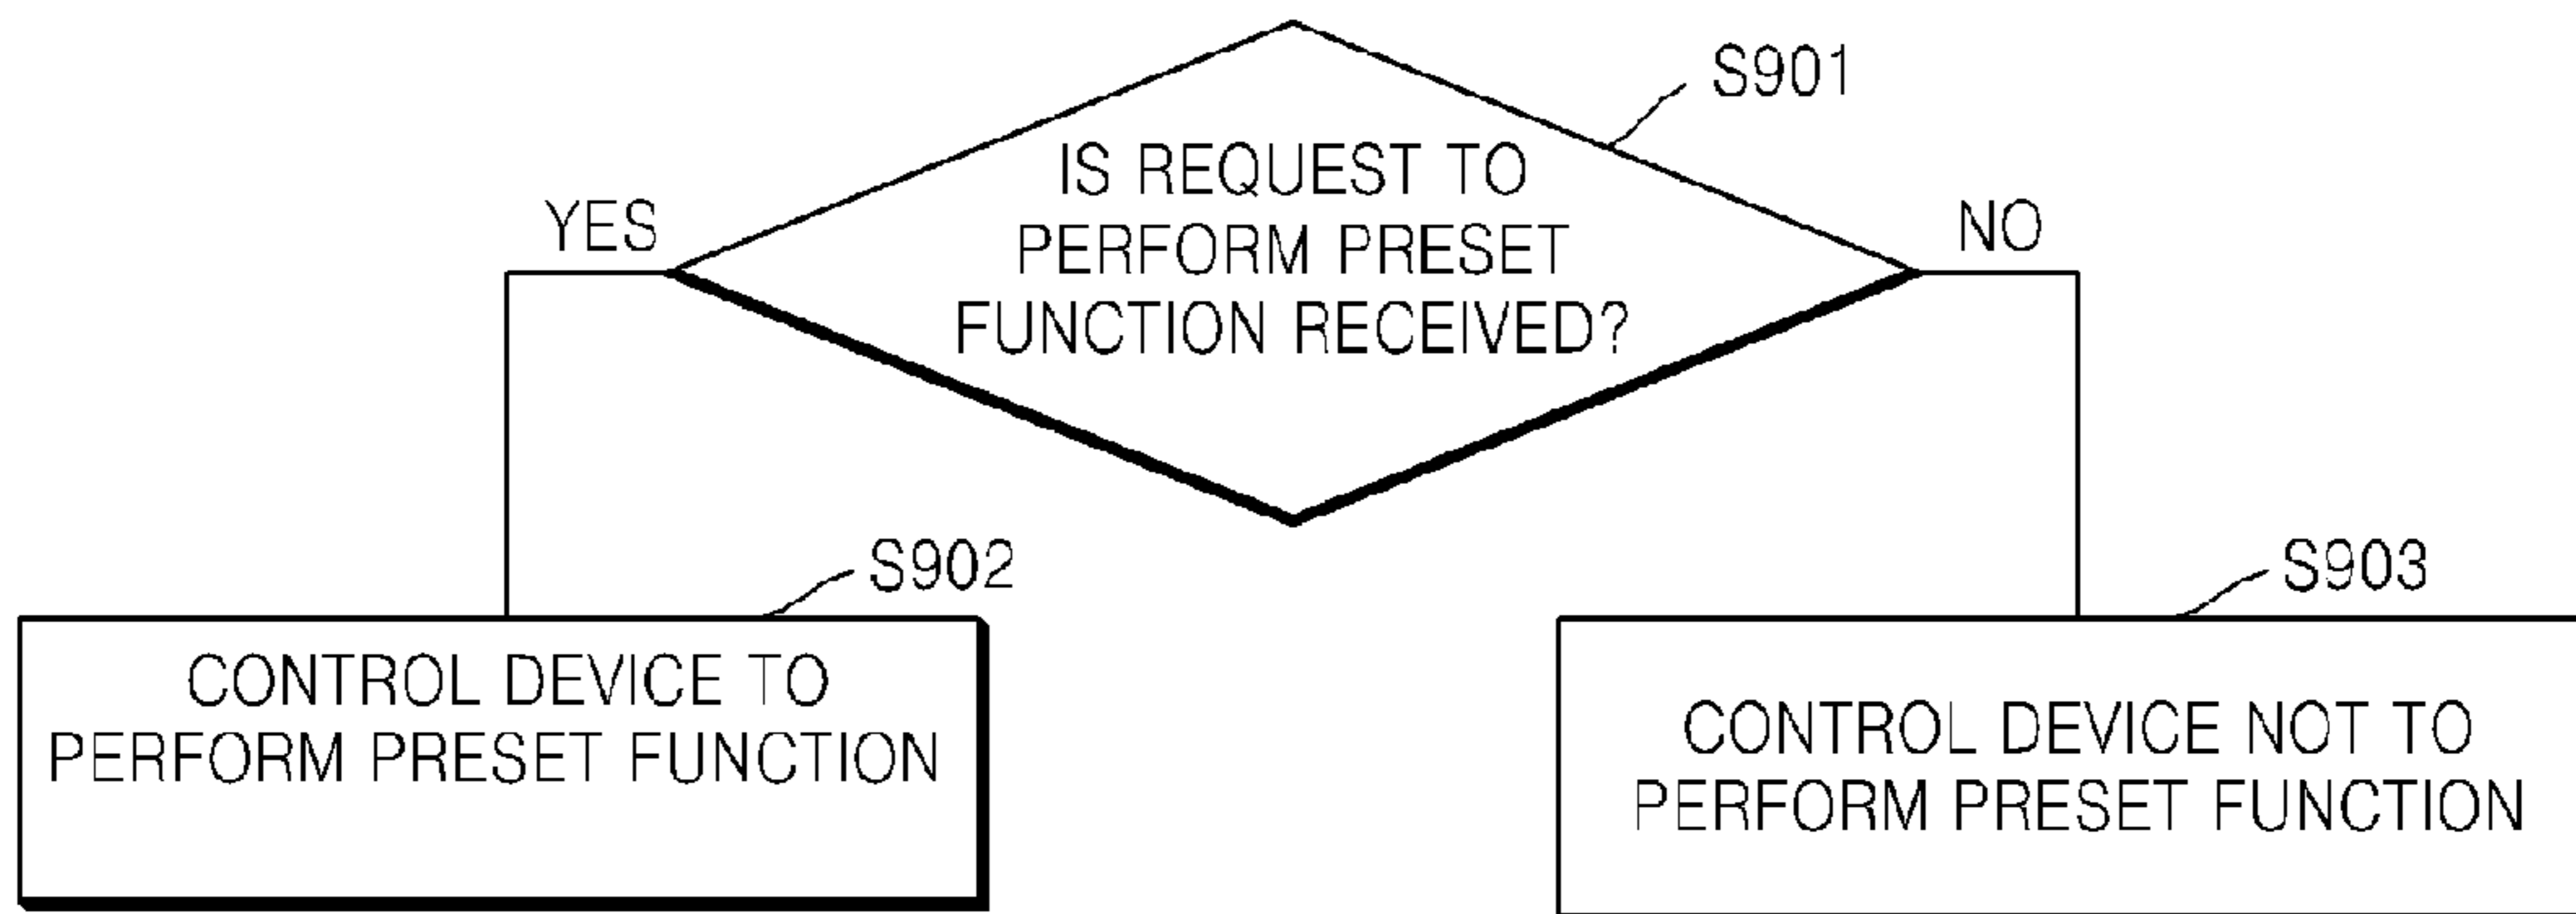 S901
IS REQUEST TO
PERFORM PRESET
FUNCTION RECEIVED?
YES
NO
S902
CONTROL DEVICE TO
PERFORM PRESET FUNCTION
S903
CONTROL DEVICE NOT TO
PERFORM PRESET FUNCTION